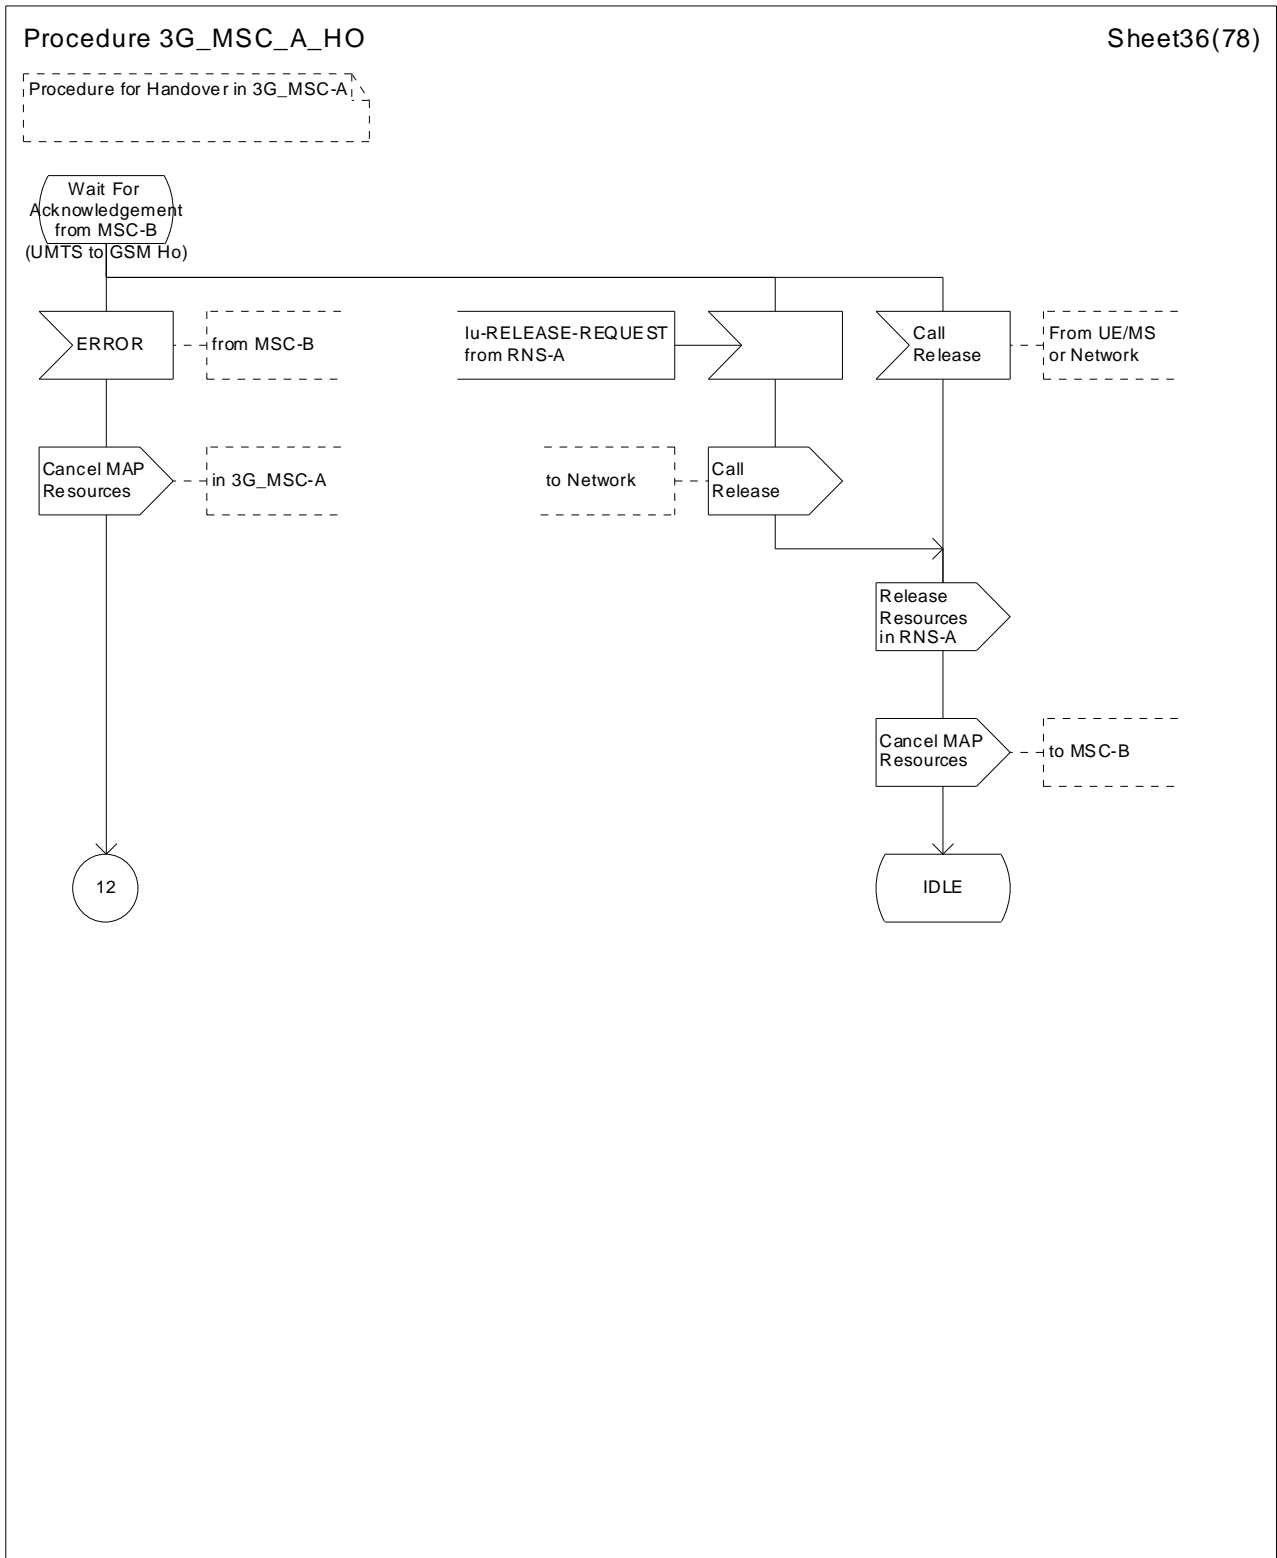 Procedure 3G_MSC_A_HO
Sheet36(78)
Procedure for Handover in 3G_MSC-A
Wait For
Acknowledgement
from MSC-B
(UMTS to GSM Ho)
ERROR
from MSC-B
Iu-RELEASE-REQUEST
from RNS-A
Call
Release
From UE/MS
or Network
Cancel MAP
Resources
in 3G_MSC-A
to Network
Call
Release
Release
Resources
in RNS-A
Cancel MAP
Resources
to MSC-B
12
IDLE